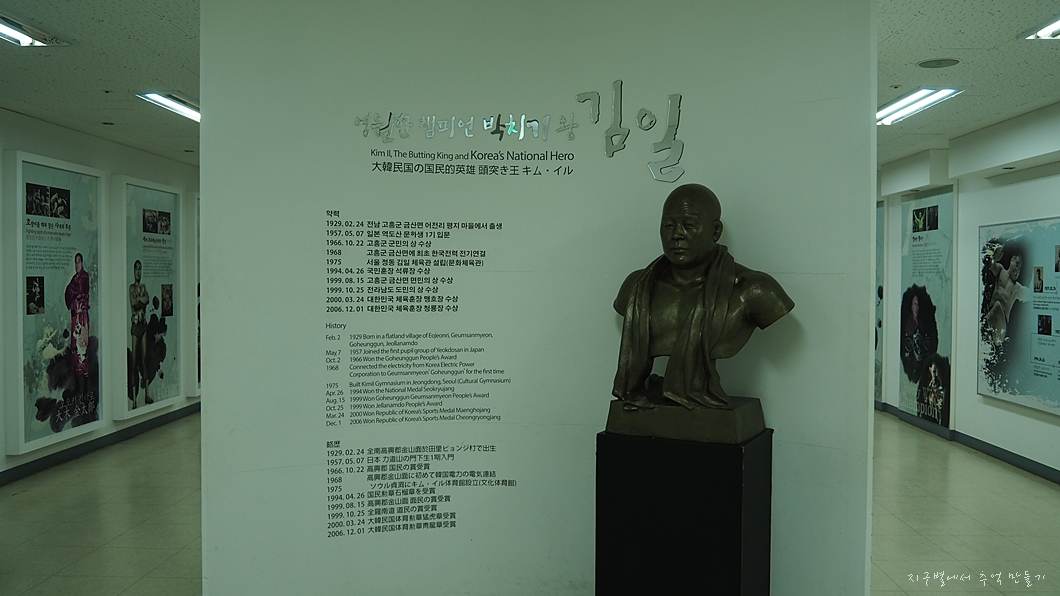 영원한 챔피언 박치기 왕 김일
Kim Il, The Butting King and Korea's National Hero
大韓民国の国民的英雄 頭突き王 キム・イル
약력
1929. 02. 24 전남 고흥군 금산면 어전리 평지 마을에서 출생
1957. 05. 07 일본 역도산 문하생 1기 입문
1966. 10. 22 고흥군 군민의 상 수상
1968 고흥군 금산면에 최초 한국전력 전기연결
1975 서울 정동 김일 체육관 설립(문화체육관)
1994. 04. 26 국민훈장 석류장 수상
1999. 08. 15 고흥군 금산면 면민의 상 수상
1999. 10. 25 전라남도 도민의 상 수상
2000. 03. 24 대한민국 체육훈장 맹호장 수상
2006. 12. 01 대한민국 체육훈장 청룡장 수상
History
Feb. 2 1929 Born in a flatland village of Eojeonri, Geumsanmyeon,
Goheunggun, Jeollanamdo
May,7 1957 Joined the first pupil group of Yeokdosan in Japan
Oct. 2 1966 Won the Goheunggun People's Award
1968 Connected the electricity from Korea Electric Power
Corporation to Geumsanmyeon' Goheunggun' for the first time
1975 Built Kimil Gymnasium in Jeongdong, Seoul (Cultural Gymnasium)
Apr. 26 1994 Won the National Medal Seokryujang
Aug. 15 1999 Won Goheunggun Geumsanmyeon People's Award
Oct. 25 1999 Won Jellanamdo People's Award
Mar. 24 2000 Won Republic of Korea's Sports Medal Maenghojang
Dec. 1 2006 Won Republic of Korea's Sports Medal Cheongryongjang
略歴
1929. 02. 24 全南高興郡金山面於田里ピョンジ村で出生
1957. 05. 07 日本 力道山の門下生1期入門
1966. 10. 22 高興郡 国民の賞受賞
1968 高興郡金山面に初めて韓国電力の電気連結
1975 ソウル貞洞にキム・イル体育館設立(文化体育館)
1994. 04. 26 国民勲章石榴章を受賞
1999. 08. 15 高興郡金山面 面民の賞受賞
1999. 10. 25 全羅南道 道民の賞受賞
2000. 03. 24 大韓民国体育勲章猛虎章受賞
2006. 12. 01 大韓民国体育勲章青龍章受賞
大木金太郎
지구별에서 추억 만들기